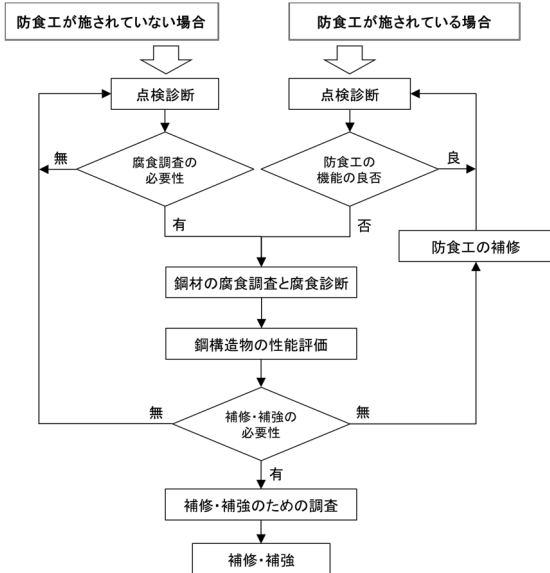 防食工が施されていない場合
防食工が施されている場合
点検診断
点検診断
無
腐食調査の
必要性
防食工の
機能の良否
良
有
否
防食工の補修
鋼材の腐食調査と腐食診断
鋼構造物の性能評価
無
補修・補強の
必要性
無
有
補修・補強のための調査
補修・補強